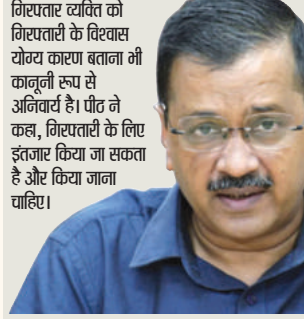 गिरफ्तार व्यक्ति को
गिरफ्तारी के विश्वास
योग्य कारण बताना भी
कानूनी रूप से
अनिवार्य है। पीठ ने
कहा, गिरफ्तारी के लिए
इंतजार किया जा सकता
है और किया जाना
चाहिए।